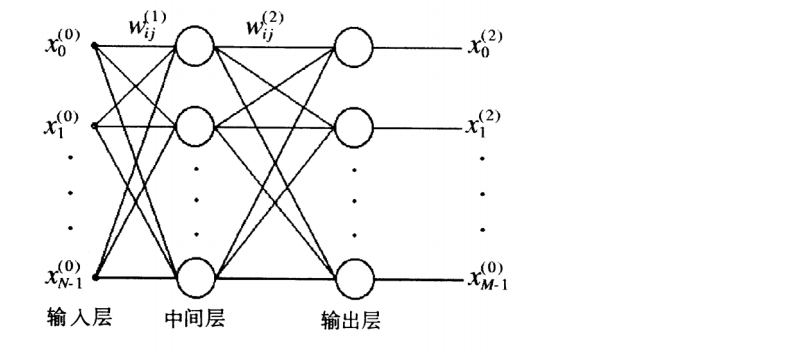 w_{ij}^{(1)} w_{ij}^{(2)}
x_0^{(0)} x_0^{(2)}
x_1^{(0)} x_1^{(2)}
x_{N-1}^{(0)} x_{M-1}^{(0)}
输入层 中间层 输出层